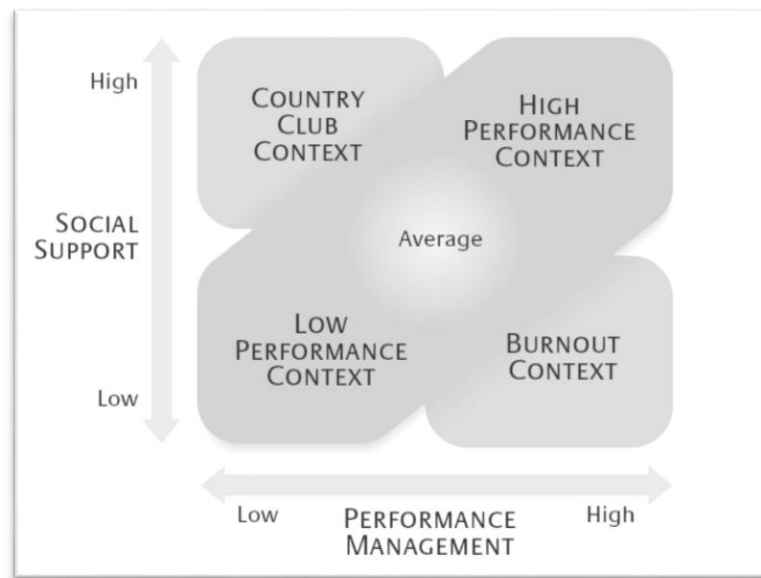 High
COUNTRY
CLUB
CONTEXT
HIGH
PERFORMANCE
CONTEXT
SOCIAL
SUPPORT
Average
LOW
PERFORMANCE
CONTEXT
BURNOUT
CONTEXT
Low
Low
PERFORMANCE
MANAGEMENT
High